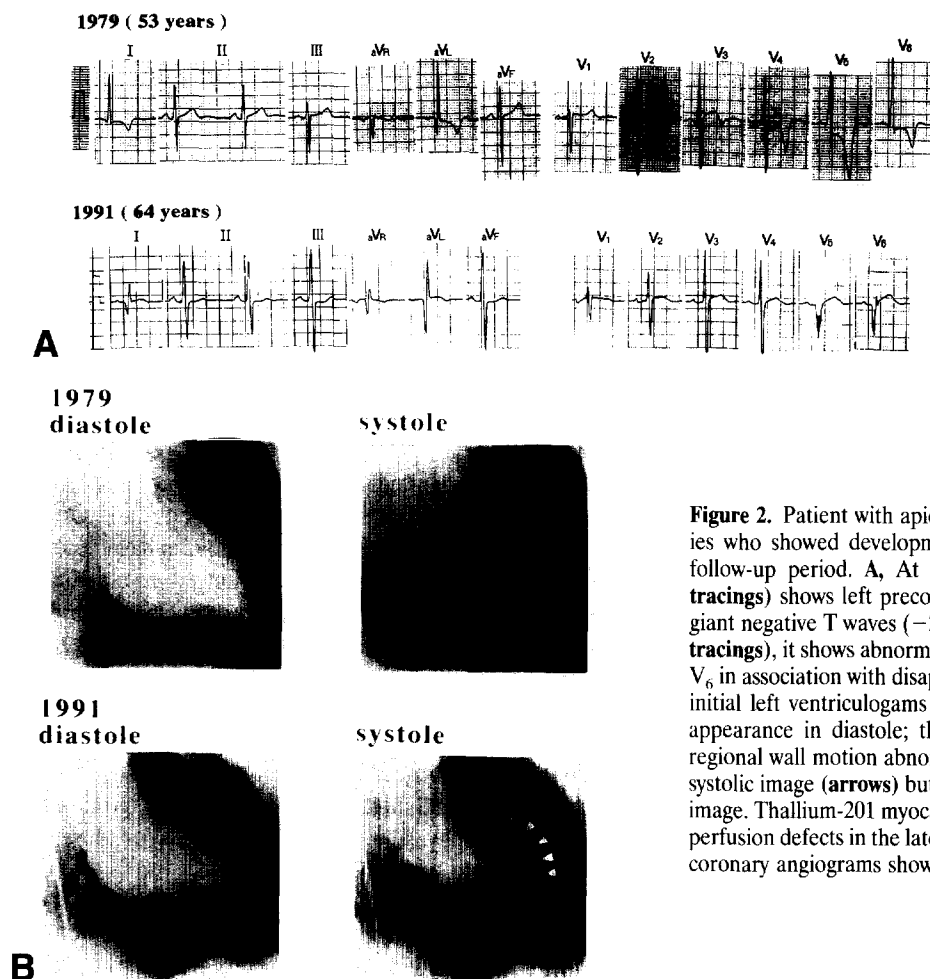 1979 ( 53 years )
I II III aVR aVL aVF V1 V2 V3 V4 V5 V6
1991 ( 64 years )
I II III aVR aVL aVF V1 V2 V3 V4 V5 V6
A
1979
diastole systole
1991
diastole systole
B
Figure 2. Patient with apic
ies who showed developn
follow-up period. A, At
tracings) shows left preco
giant negative T waves (−
tracings), it shows abnorm
V6 in association with disap
initial left ventriculogams
appearance in diastole; th
regional wall motion abno
systolic image (arrows) but
image. Thallium-201 myoc
perfusion defects in the late
coronary angiograms show